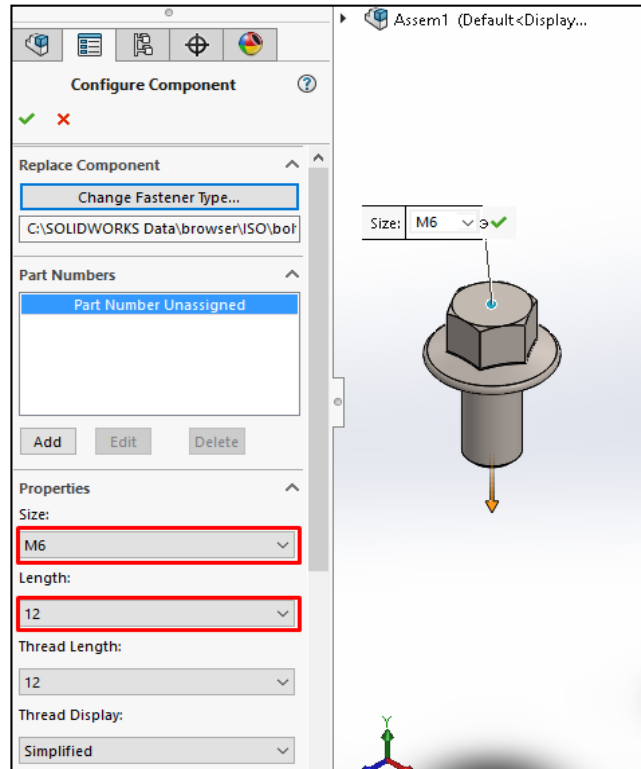 Assem1 (Default<Display...
Configure Component
Replace Component
Change Fastener Type...
C:\SOLIDWORKS Data\browser\ISO\bol
Part Numbers
Part Number Unassigned
Add Edit Delete
Properties
Size:
M6
Length:
12
Thread Length:
12
Thread Display:
Simplified
Size: M6
Y